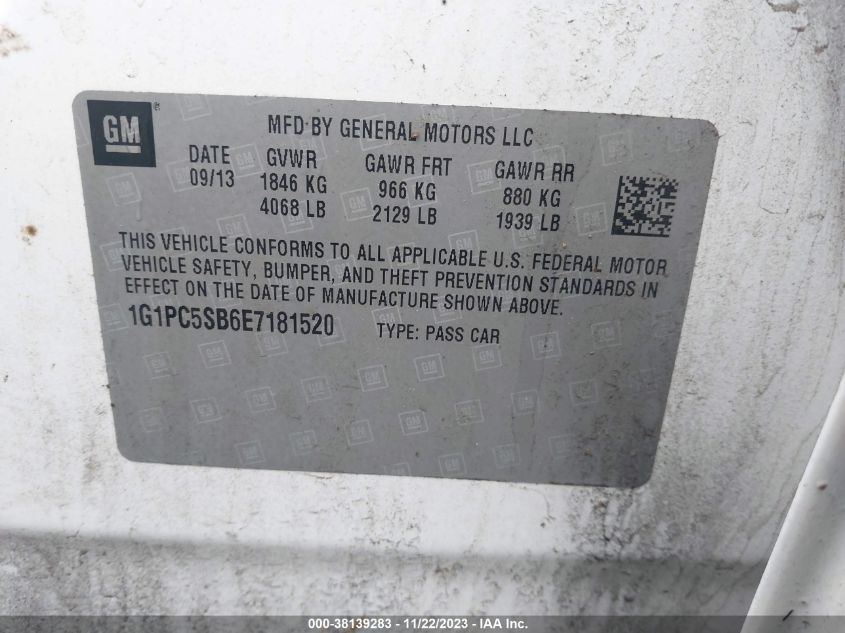 GM
MFD BY GENERAL MOTORS LLC
DATE GVWR GAWR FRT GAWR RR
09/13 1846 KG 966 KG 880 KG
4068 LB 2129 LB 1939 LB
THIS VEHICLE CONFORMS TO ALL APPLICABLE U.S. FEDERAL MOTOR
VEHICLE SAFETY, BUMPER, AND THEFT PREVENTION STANDARDS IN
EFFECT ON THE DATE OF MANUFACTURE SHOWN ABOVE.
1G1PC5SB6E7181520 TYPE: PASS CAR
000-38139283 - 11/22/2023 - IAA Inc.